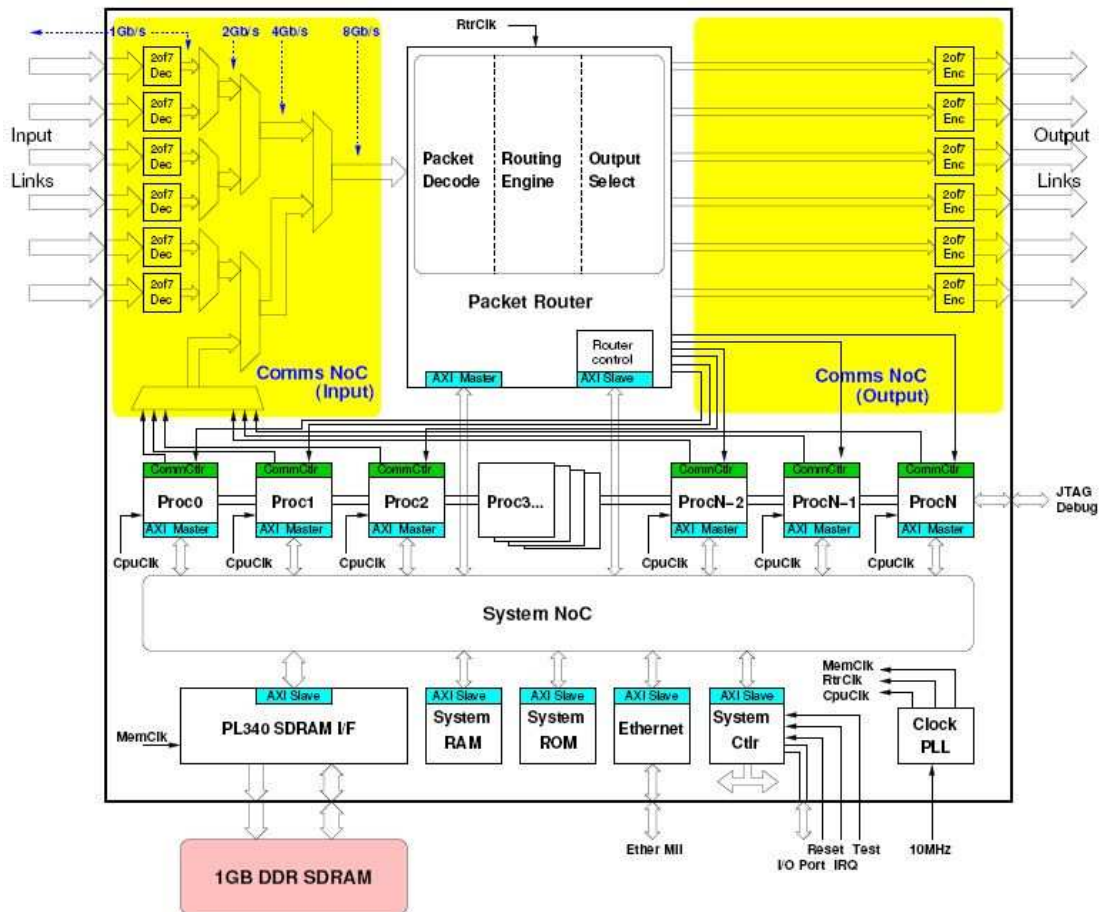 RtrClk
1Gb/s 2Gb/s 4Gb/s 8Gb/s
2of7 Dec
2of7 Dec
2of7 Dec
2of7 Dec
2of7 Dec
2of7 Dec
Input
Links
Packet Decode
Routing Engine
Output Select
Packet Router
Router control
AXI Master
AXI Slave
2of7 Enc
2of7 Enc
2of7 Enc
2of7 Enc
2of7 Enc
2of7 Enc
Output
Links
Comms NoC
(Input)
Comms NoC
(Output)
CommCtlr CommCtlr CommCtlr CommCtlr CommCtlr CommCtlr
Proc0 Proc1 Proc2 Proc3... ProcN-2 ProcN-1 ProcN
AXI Master AXI Master AXI Master AXI Master AXI Master AXI Master
JTAG
Debug
CpuClk CpuClk CpuClk CpuClk CpuClk CpuClk
System NoC
MemClk
RtrClk
CpuClk
AXI Slave AXI Slave AXI Slave AXI Slave AXI Slave
PL340 SDRAM I/F
System RAM
System ROM
Ethernet
System Ctlr
Clock PLL
MemClk
Ether MII
Reset Test
I/O Port IRQ
10MHz
1GB DDR SDRAM